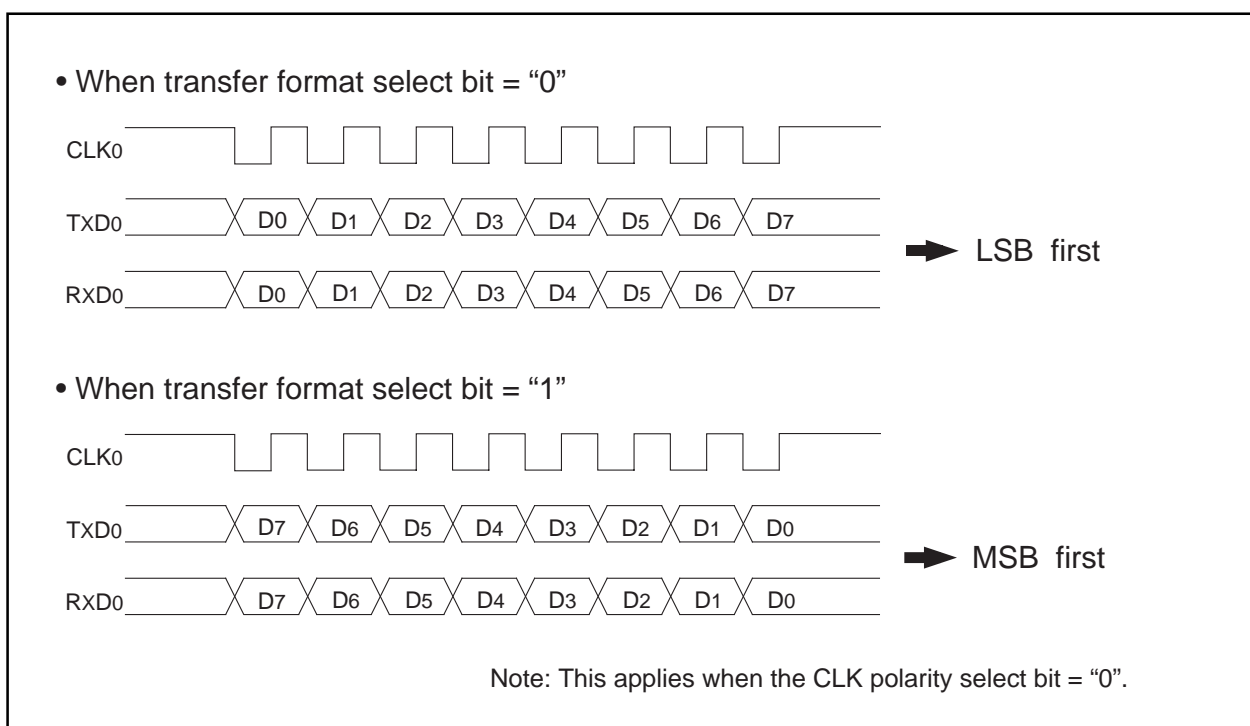 • When transfer format select bit = “0”
CLK0
TXD0 D0 D1 D2 D3 D4 D5 D6 D7
LSB first
RXD0 D0 D1 D2 D3 D4 D5 D6 D7
• When transfer format select bit = “1”
CLK0
TXD0 D7 D6 D5 D4 D3 D2 D1 D0
MSB first
RXD0 D7 D6 D5 D4 D3 D2 D1 D0
Note: This applies when the CLK polarity select bit = “0”.